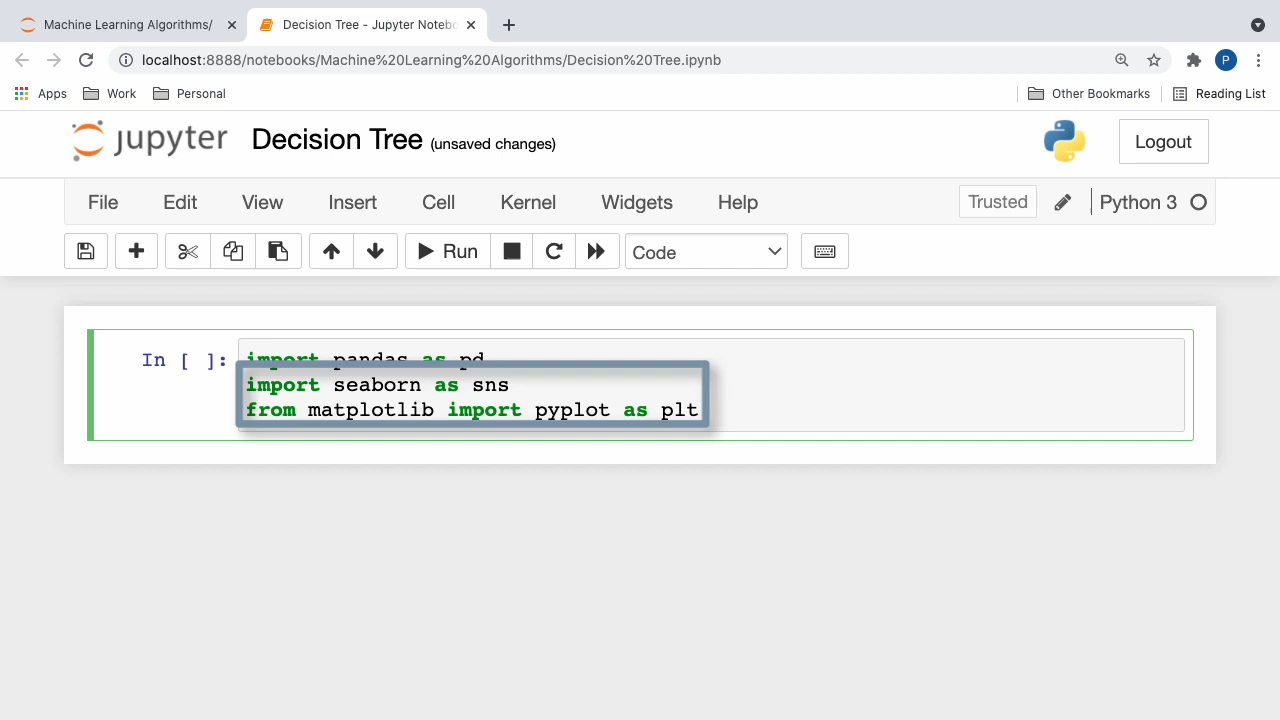 Machine Learning Algorithms/
Decision Tree - Jupyter Notebo
localhost:8888/notebooks/Machine%20Learning%20Algorithms/Decision%20Tree.ipynb
P
Apps
Work
Personal
Other Bookmarks
Reading List
jupyter
Decision Tree (unsaved changes)
Logout
File
Edit
View
Insert
Cell
Kernel
Widgets
Help
Trusted
Python 3
Run
Code
In [ ]:
import pandas as pd
import seaborn as sns
from matplotlib import pyplot as plt